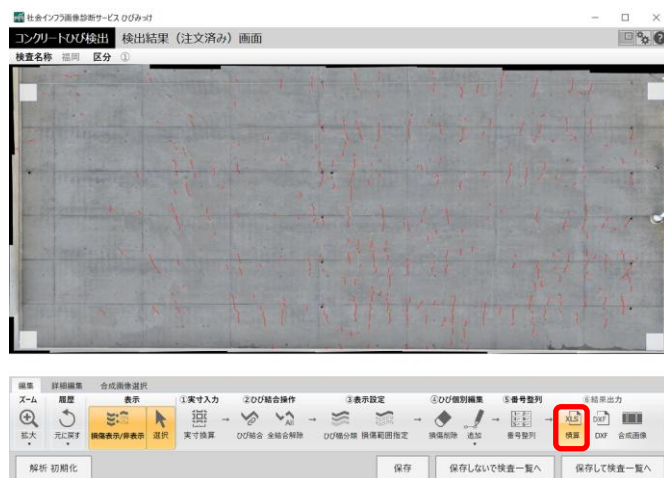 社会インフラ画像診断サービス ひびみっけ
コンクリートひび検出 検出結果（注文済み）画面
検査名称 福岡 区分 ①
編集 詳細編集 合成画像選択
ズーム 履歴 表示 ①実寸入力 ②ひび結合操作 ③表示設定 ④ひび個別編集 ⑤番号整列 ⑥結果出力
XLS DXF
拡大 元に戻す 損傷表示/非表示 選択 実寸換算 ひび結合 全結合解除 ひび幅分類 損傷範囲指定 損傷削除 追加 番号整列 積算 DXF 合成画像
解析 初期化 保存 保存しないで検査一覧へ 保存して検査一覧へ